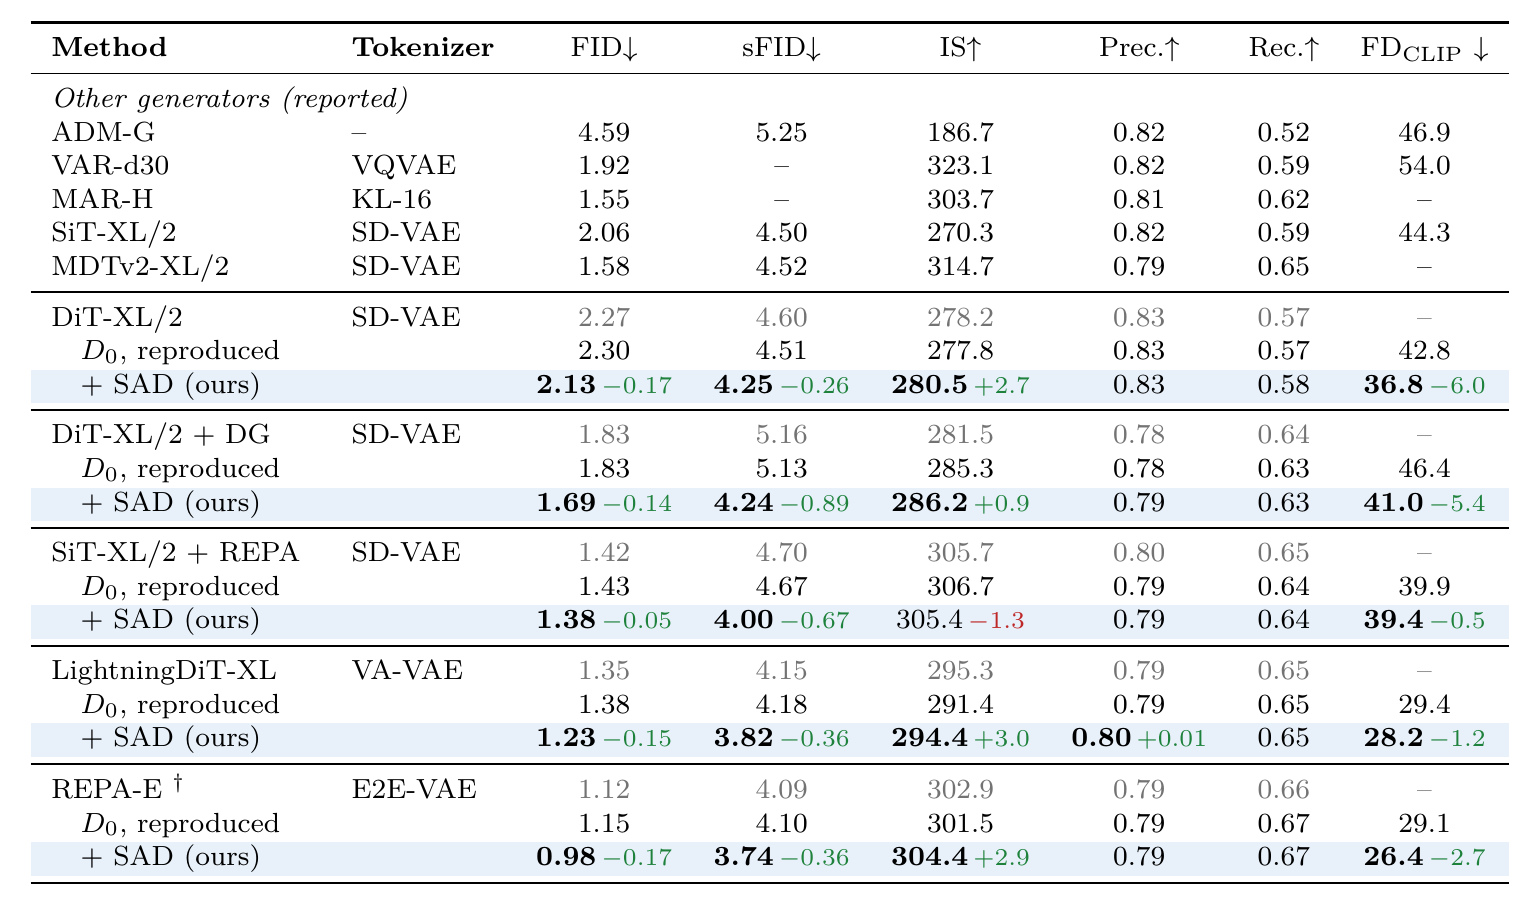 Method Tokenizer FID↓ sFID↓ IS↑ Prec.↑ Rec.↑ FD_CLIP ↓
Other generators (reported)
ADM-G – 4.59 5.25 186.7 0.82 0.52 46.9
VAR-d30 VQVAE 1.92 – 323.1 0.82 0.59 54.0
MAR-H KL-16 1.55 – 303.7 0.81 0.62 –
SiT-XL/2 SD-VAE 2.06 4.50 270.3 0.82 0.59 44.3
MDTv2-XL/2 SD-VAE 1.58 4.52 314.7 0.79 0.65 –
DiT-XL/2 SD-VAE 2.27 4.60 278.2 0.83 0.57 –
D₀, reproduced 2.30 4.51 277.8 0.83 0.57 42.8
+ SAD (ours) 2.13 −0.17 4.25 −0.26 280.5 +2.7 0.83 0.58 36.8 −6.0
DiT-XL/2 + DG SD-VAE 1.83 5.16 281.5 0.78 0.64 –
D₀, reproduced 1.83 5.13 285.3 0.78 0.63 46.4
+ SAD (ours) 1.69 −0.14 4.24 −0.89 286.2 +0.9 0.79 0.63 41.0 −5.4
SiT-XL/2 + REPA SD-VAE 1.42 4.70 305.7 0.80 0.65 –
D₀, reproduced 1.43 4.67 306.7 0.79 0.64 39.9
+ SAD (ours) 1.38 −0.05 4.00 −0.67 305.4 −1.3 0.79 0.64 39.4 −0.5
LightningDiT-XL VA-VAE 1.35 4.15 295.3 0.79 0.65 –
D₀, reproduced 1.38 4.18 291.4 0.79 0.65 29.4
+ SAD (ours) 1.23 −0.15 3.82 −0.36 294.4 +3.0 0.80 +0.01 0.65 28.2 −1.2
REPA-E † E2E-VAE 1.12 4.09 302.9 0.79 0.66 –
D₀, reproduced 1.15 4.10 301.5 0.79 0.67 29.1
+ SAD (ours) 0.98 −0.17 3.74 −0.36 304.4 +2.9 0.79 0.67 26.4 −2.7